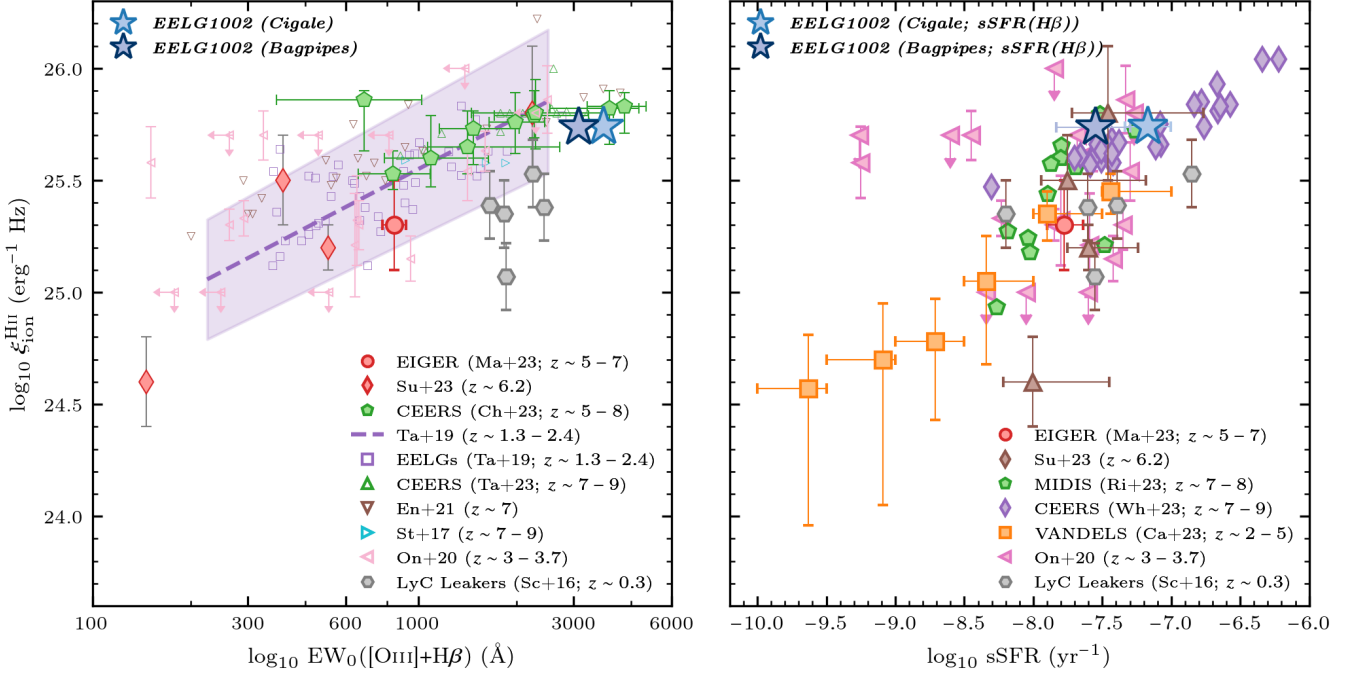 EELG1002 (Cigale)
EELG1002 (Bagpipes)
26.0
25.5
25.0
24.5
24.0
log₁₀ ξ_ion^HII (erg⁻¹ Hz)
EIGER (Ma+23; z ~ 5 – 7)
Su+23 (z ~ 6.2)
CEERS (Ch+23; z ~ 5 – 8)
Ta+19 (z ~ 1.3 – 2.4)
EELGs (Ta+19; z ~ 1.3 – 2.4)
CEERS (Ta+23; z ~ 7 – 9)
En+21 (z ~ 7)
St+17 (z ~ 7 – 9)
On+20 (z ~ 3 – 3.7)
LyC Leakers (Sc+16; z ~ 0.3)
100 300 600 1000 3000 6000
log₁₀ EW₀([OIII]+Hβ) (Å)
EELG1002 (Cigale; sSFR(Hβ))
EELG1002 (Bagpipes; sSFR(Hβ))
EIGER (Ma+23; z ~ 5 – 7)
Su+23 (z ~ 6.2)
MIDIS (Ri+23; z ~ 7 – 8)
CEERS (Wh+23; z ~ 7 – 9)
VANDELS (Ca+23; z ~ 2 – 5)
On+20 (z ~ 3 – 3.7)
LyC Leakers (Sc+16; z ~ 0.3)
−10.0 −9.5 −9.0 −8.5 −8.0 −7.5 −7.0 −6.5 −6.0
log₁₀ sSFR (yr⁻¹)